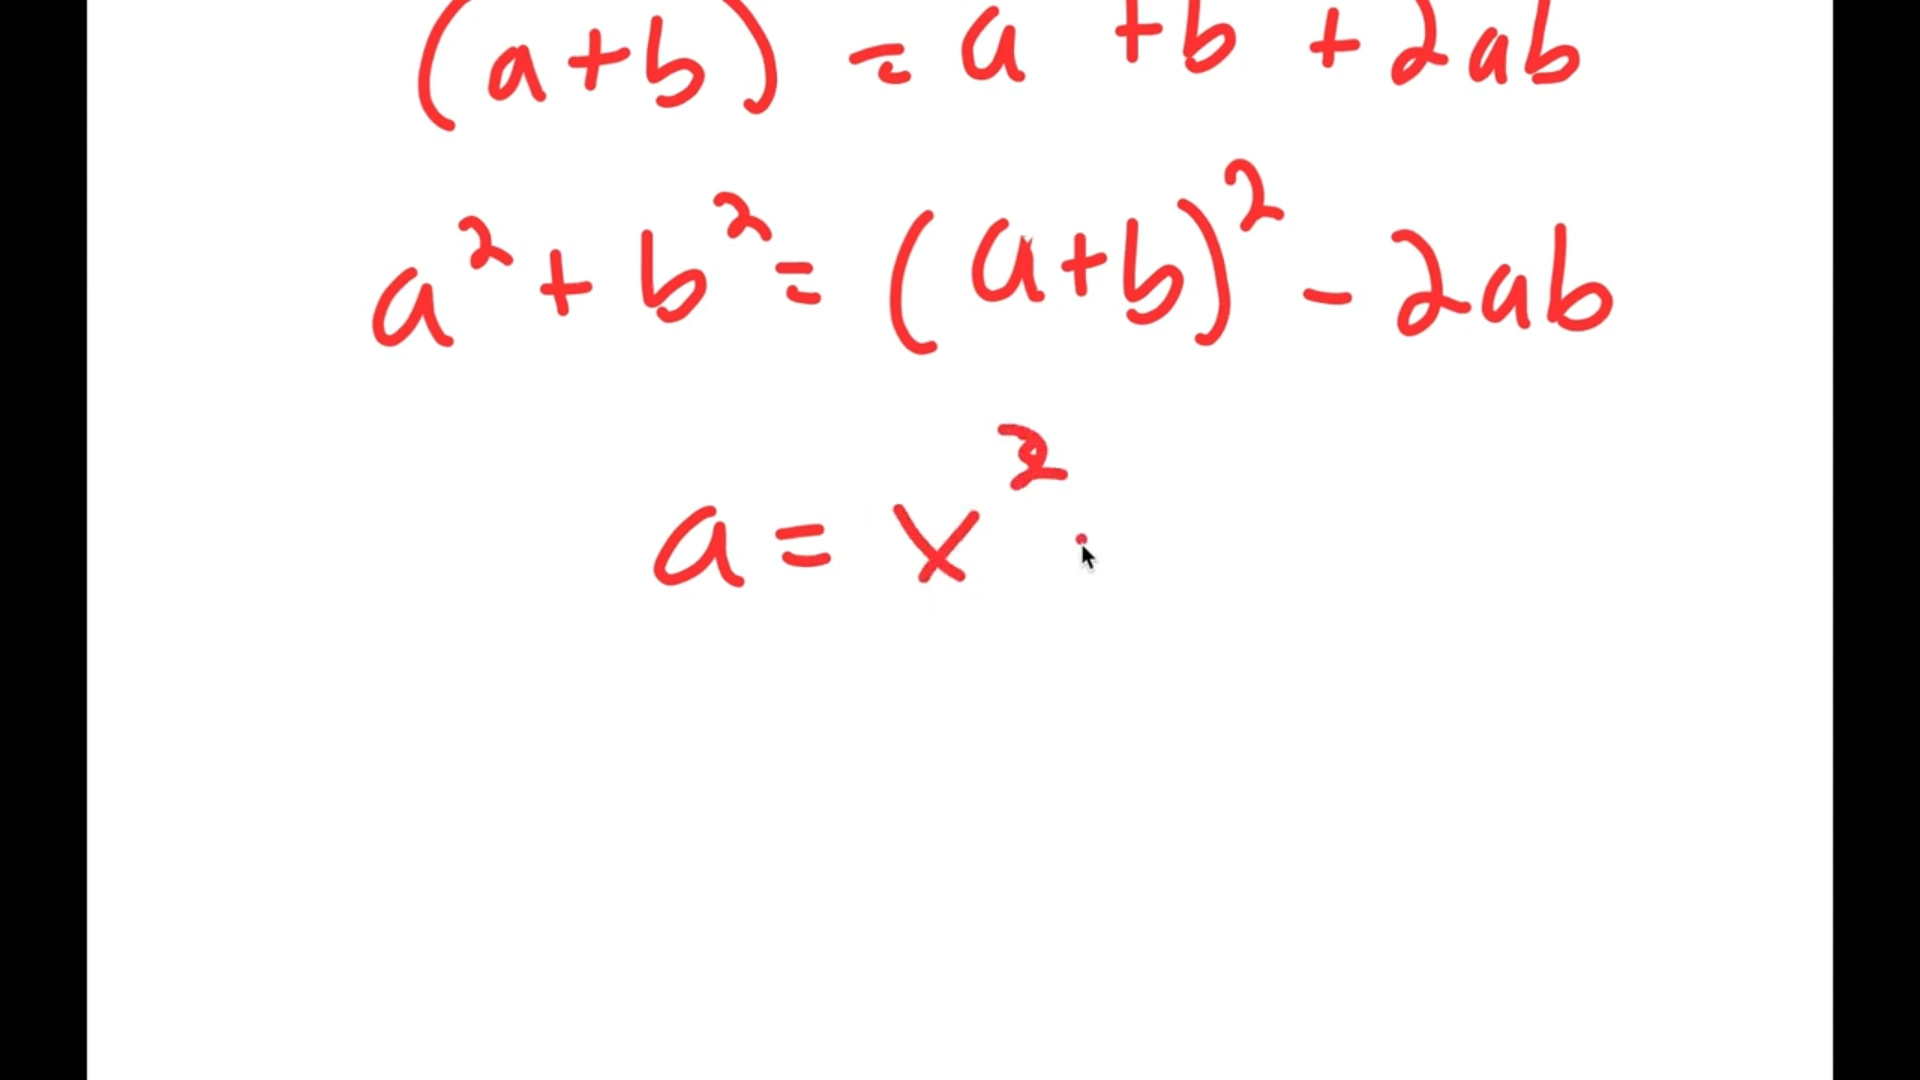 (a+b) = a +b +2ab
a² + b² = (a+b)² - 2ab
a = x²